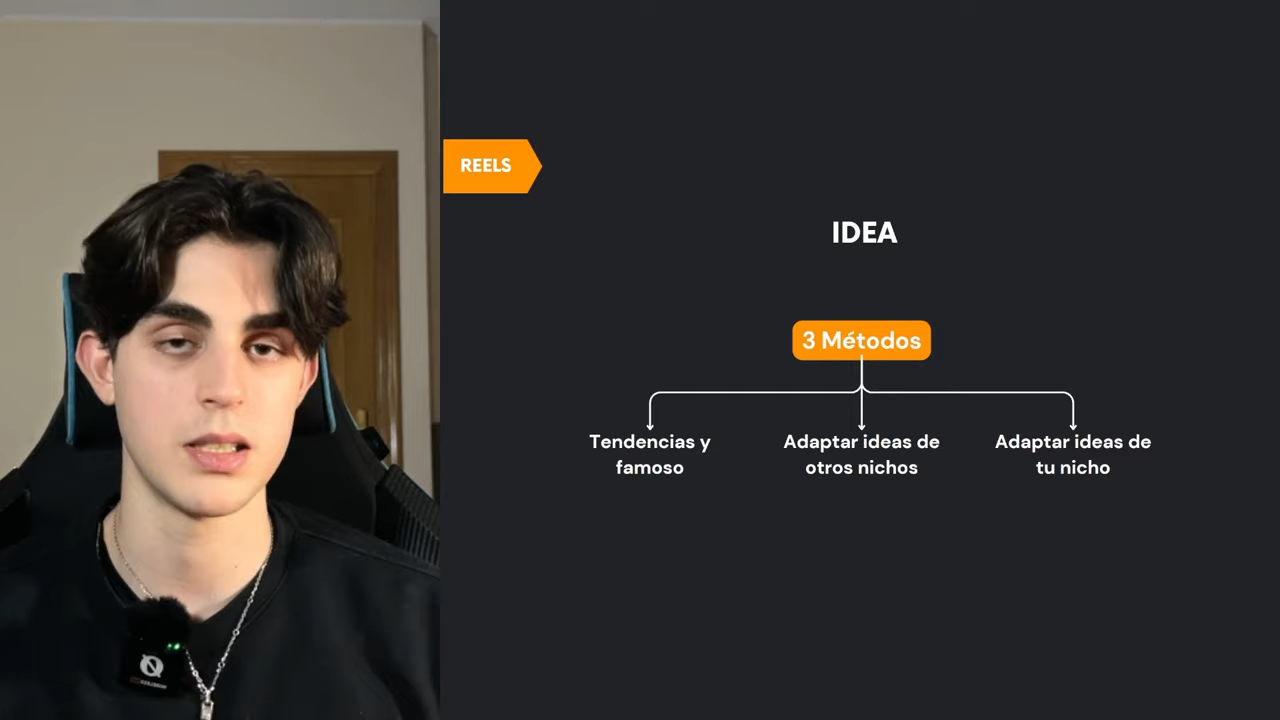 REELS
IDEA
3 Métodos
Tendencias y
famoso
Adaptar ideas de
otros nichos
Adaptar ideas de
tu nicho